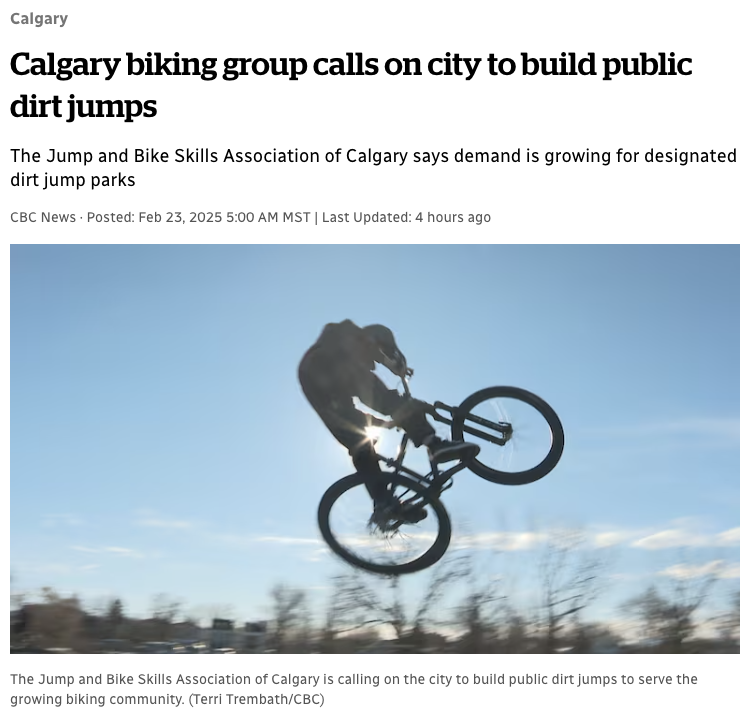 Calgary
Calgary biking group calls on city to build public
dirt jumps
The Jump and Bike Skills Association of Calgary says demand is growing for designated
dirt jump parks
CBC News · Posted: Feb 23, 2025 5:00 AM MST | Last Updated: 4 hours ago
The Jump and Bike Skills Association of Calgary is calling on the city to build public dirt jumps to serve the
growing biking community. (Terri Trembath/CBC)